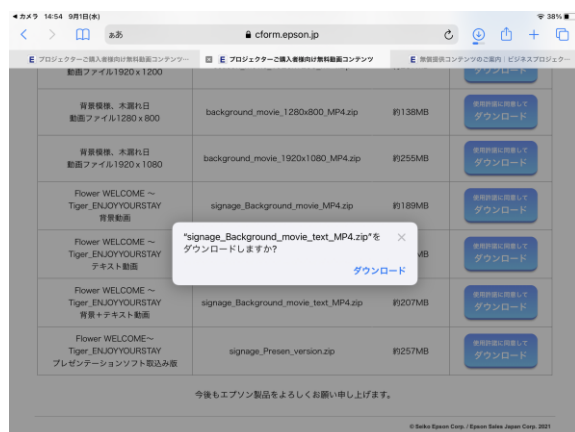 ◀カメラ 14:54 9月1日(水) 38%
ああ cform.epson.jp
プロジェクターご購入者様向け無料動画コンテンツ… プロジェクターご購入者様向け無料動画コンテンツ 無償提供コンテンツのご案内｜ビジネスプロジェクター…
動画ファイル1920 x 1200 ダウンロード
背景模様、木漏れ日
動画ファイル1280 x 800
background_movie_1280x800_MP4.zip
約138MB
使用許諾に同意して
ダウンロード
背景模様、木漏れ日
動画ファイル1920 x 1080
background_movie_1920x1080_MP4.zip
約255MB
使用許諾に同意して
ダウンロード
Flower WELCOME ～
Tiger_ENJOYYOURSTAY
背景動画
signage_Background_movie_MP4.zip
約189MB
使用許諾に同意して
ダウンロード
"signage_Background_movie_text_MP4.zip"を
ダウンロードしますか?
ダウンロード
Flower WELCOME ～
Tiger_ENJOYYOURSTAY
テキスト動画
MB
使用許諾に同意して
ダウンロード
Flower WELCOME ～
Tiger_ENJOYYOURSTAY
背景＋テキスト動画
signage_Background_movie_text_MP4.zip
約207MB
使用許諾に同意して
ダウンロード
Flower WELCOME～
Tiger_ENJOYYOURSTAY
プレゼンテーションソフト取込み版
signage_Presen_version.zip
約257MB
使用許諾に同意して
ダウンロード
今後もエプソン製品をよろしくお願い申し上げます。
© Seiko Epson Corp. / Epson Sales Japan Corp. 2021